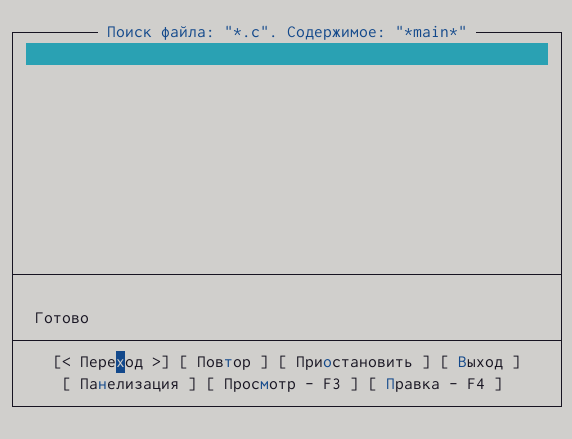 Поиск файла: "*.c". Содержимое: "*main*"
Готово
[< Переход >] [ Повтор ] [ Приостановить ] [ Выход ]
[ Панелизация ] [ Просмотр - F3 ] [ Правка - F4 ]